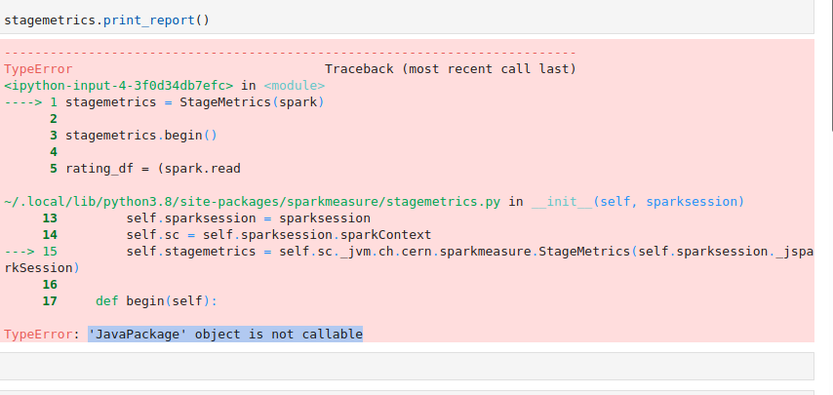 stagemetrics.print_report()
---------------------------------------------------------------------------
TypeError                                 Traceback (most recent call last)
<ipython-input-4-3f0d34db7efc> in <module>
----> 1 stagemetrics = StageMetrics(spark)
      2
      3 stagemetrics.begin()
      4
      5 rating_df = (spark.read
~/.local/lib/python3.8/site-packages/sparkmeasure/stagemetrics.py in __init__(self, sparksession)
     13         self.sparksession = sparksession
     14         self.sc = self.sparksession.sparkContext
---> 15         self.stagemetrics = self.sc._jvm.ch.cern.sparkmeasure.StageMetrics(self.sparksession._jspa
rkSession)
     16
     17     def begin(self):
TypeError: 'JavaPackage' object is not callable